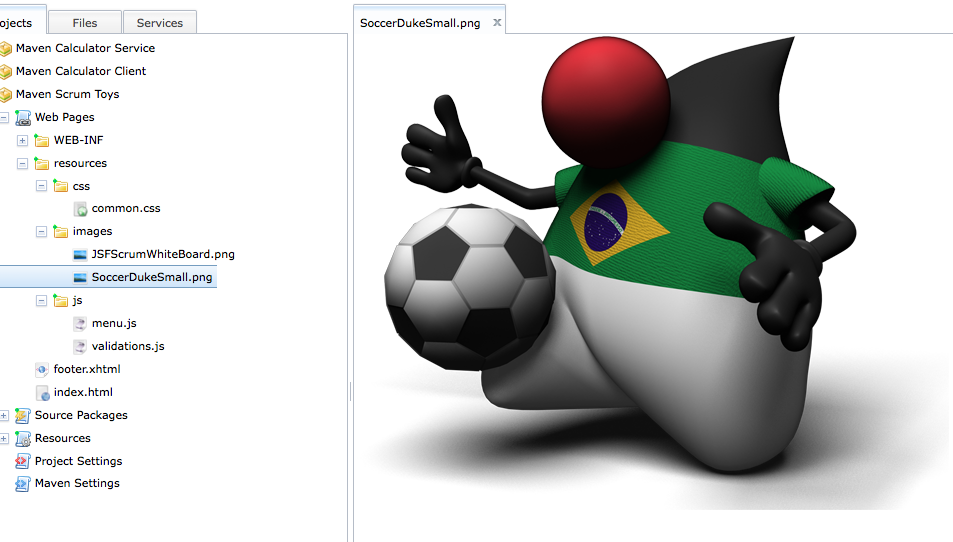 ojects
Files
Services
SoccerDukeSmall.png x
Maven Calculator Service
Maven Calculator Client
Maven Scrum Toys
Web Pages
WEB-INF
resources
css
common.css
images
JSFScrumWhiteBoard.png
SoccerDukeSmall.png
js
menu.js
validations.js
footer.xhtml
index.html
Source Packages
Resources
Project Settings
Maven Settings